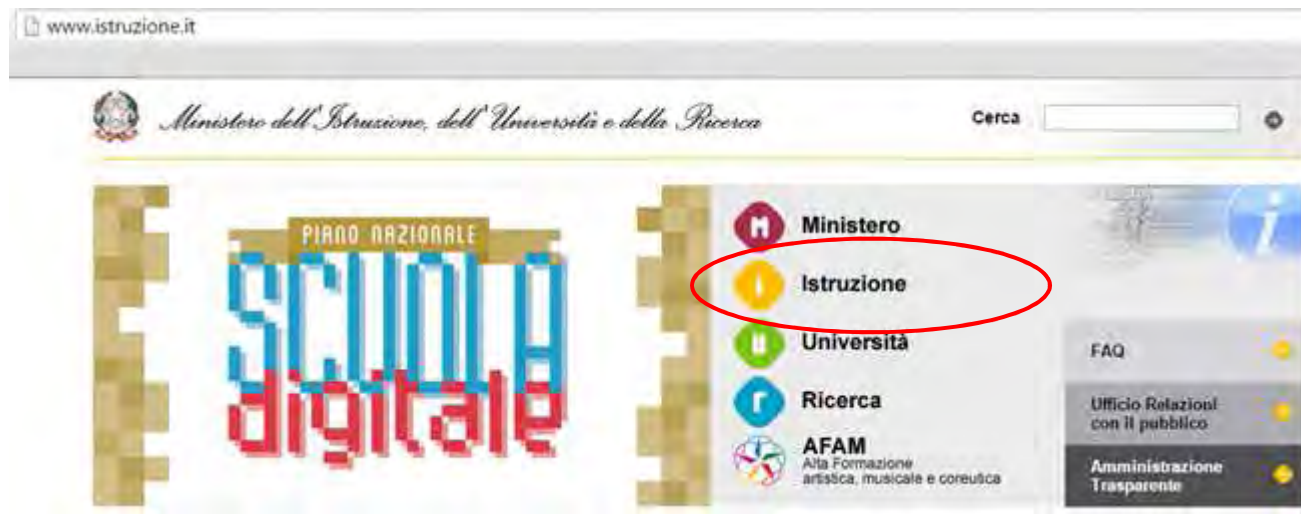 www.istruzione.it
Ministero dell'Istruzione, dell'Università e della Ricerca
Cerca
PIANO NAZIONALE
SCUOLA
digitale
M
Ministero
i
Istruzione
U
Università
r
Ricerca
AFAM
Alta Formazione
artistica, musicale e coreutica
i
FAQ
Ufficio Relazioni
con il pubblico
Amministrazione
Trasparente